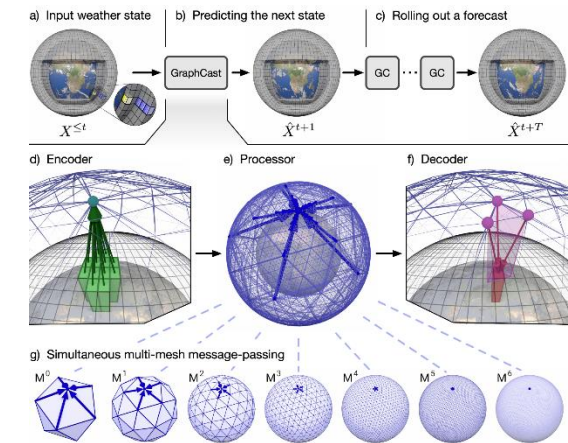 a) Input weather state
b) Predicting the next state
c) Rolling out a forecast
GraphCast
GC ··· GC
X^{≤t}
X̂^{t+1}
X̂^{t+T}
d) Encoder
e) Processor
f) Decoder
g) Simultaneous multi-mesh message-passing
M⁰ M¹ M² M³ M⁴ M⁵ M⁶